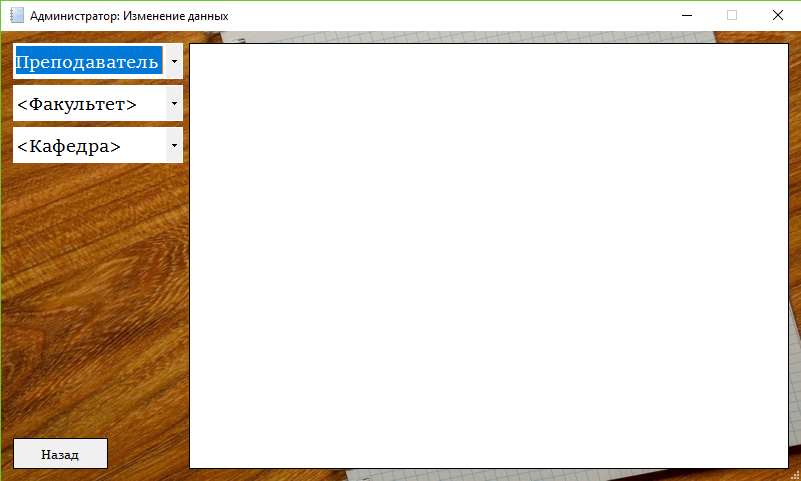 Администратор: Изменение данных
Преподаватель
<Факультет>
<Кафедра>
Назад